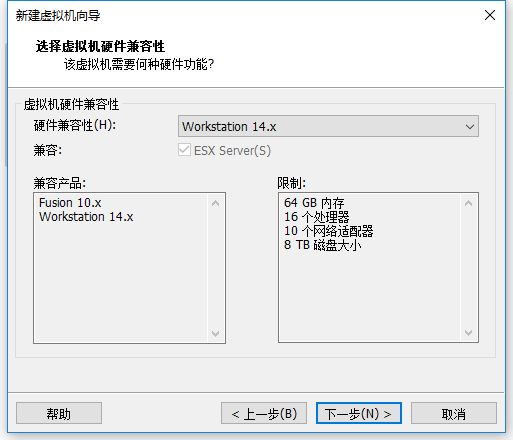 新建虚拟机向导
选择虚拟机硬件兼容性
该虚拟机需要何种硬件功能?
虚拟机硬件兼容性
硬件兼容性(H):
Workstation 14.x
兼容:
ESX Server(S)
兼容产品:
Fusion 10.x
Workstation 14.x
限制:
64 GB 内存
16 个处理器
10 个网络适配器
8 TB 磁盘大小
帮助
< 上一步(B)
下一步(N) >
取消